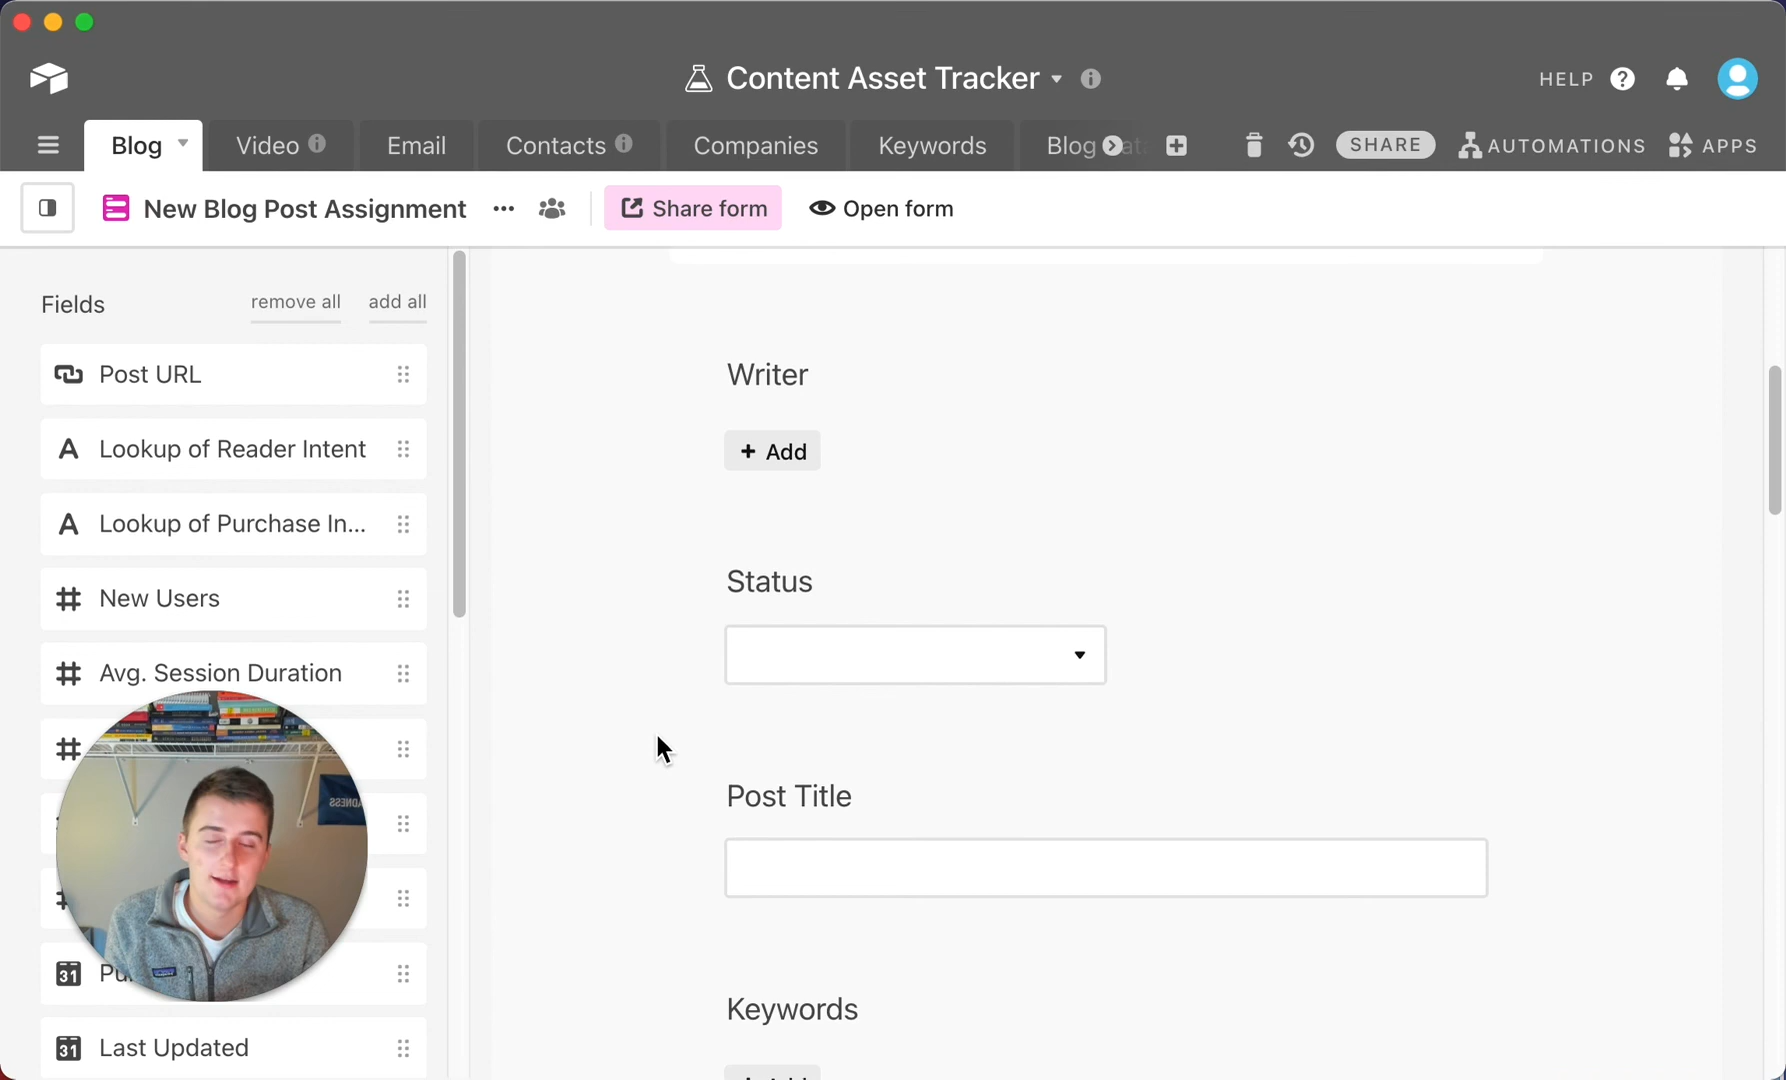 Content Asset Tracker
HELP
Blog
Video
Email
Contacts
Companies
Keywords
Blog
SHARE
AUTOMATIONS
APPS
New Blog Post Assignment
Share form
Open form
Fields
remove all
add all
Post URL
Lookup of Reader Intent
Lookup of Purchase In...
New Users
Avg. Session Duration
31
31
Last Updated
Writer
+ Add
Status
Post Title
Keywords